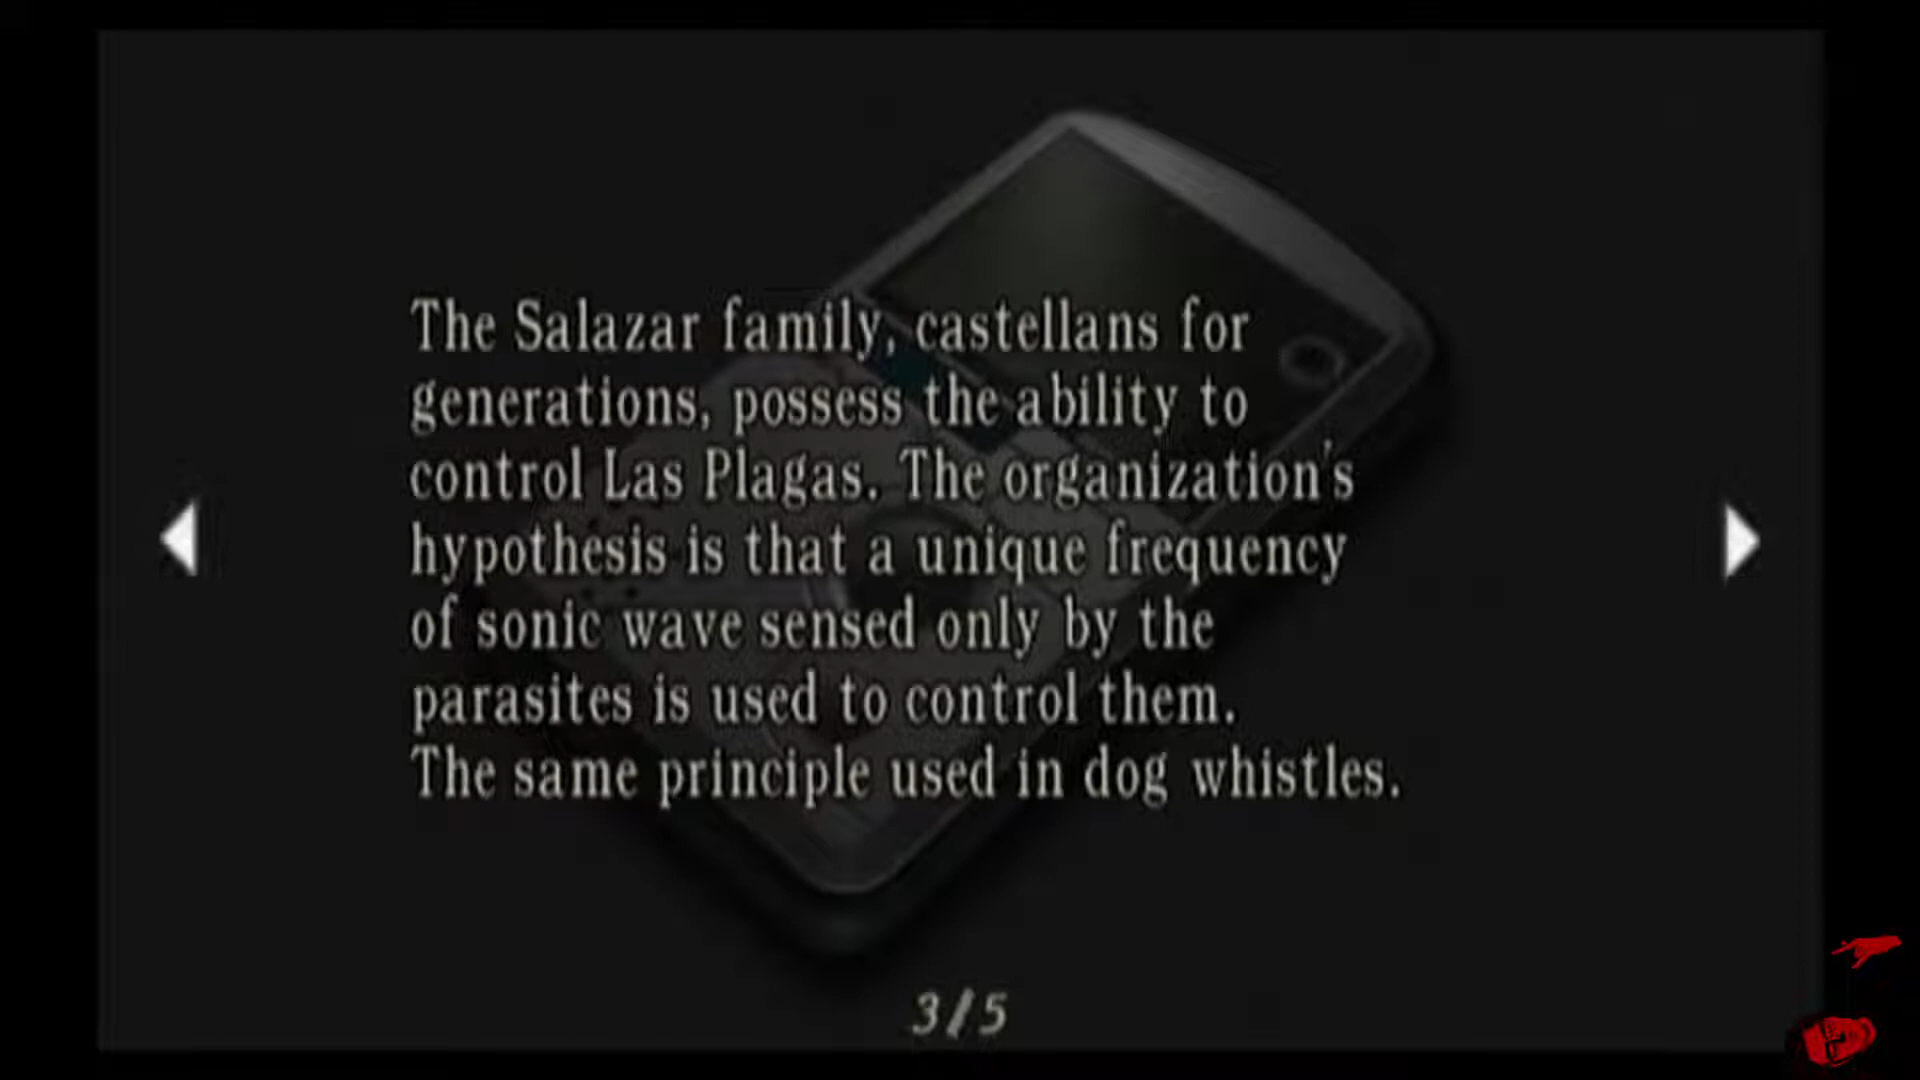 The Salazar family, castellans for
generations, possess the ability to
control Las Plagas. The organization's
hypothesis is that a unique frequency
of sonic wave sensed only by the
parasites is used to control them.
The same principle used in dog whistles.
3/5